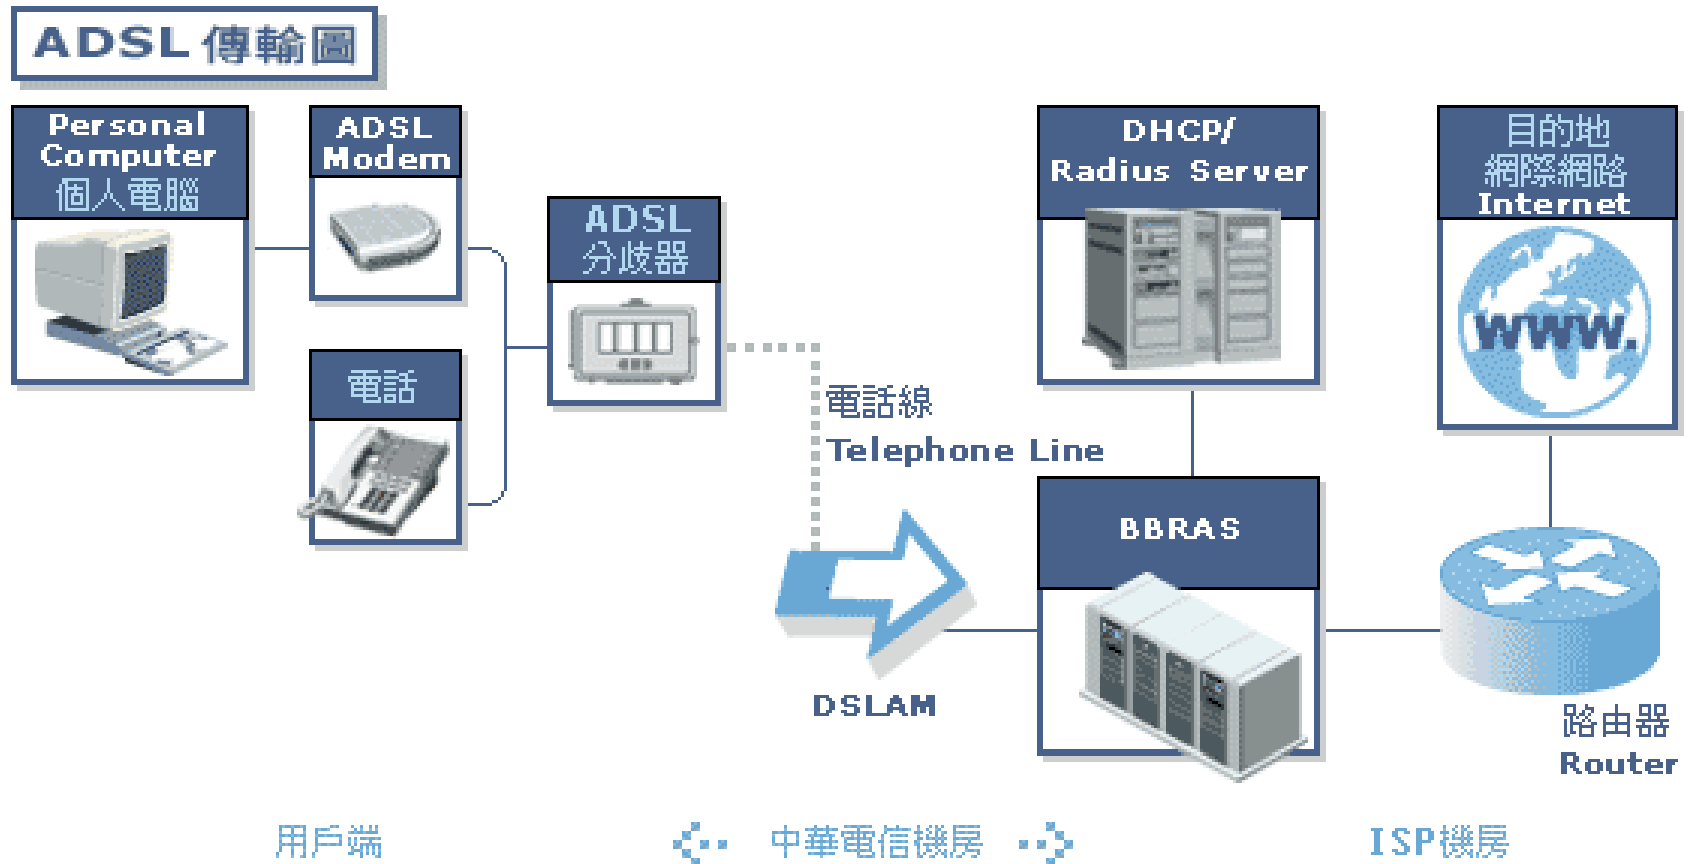 ADSL 傳輸圖
Personal
Computer
個人電腦
ADSL
Modem
電話
ADSL
分歧器
電話線
Telephone Line
DSLAM
DHCP/
Radius Server
BBRAS
目的地
網際網路
Internet
www.
路由器
Router
用戶端
中華電信機房
ISP機房